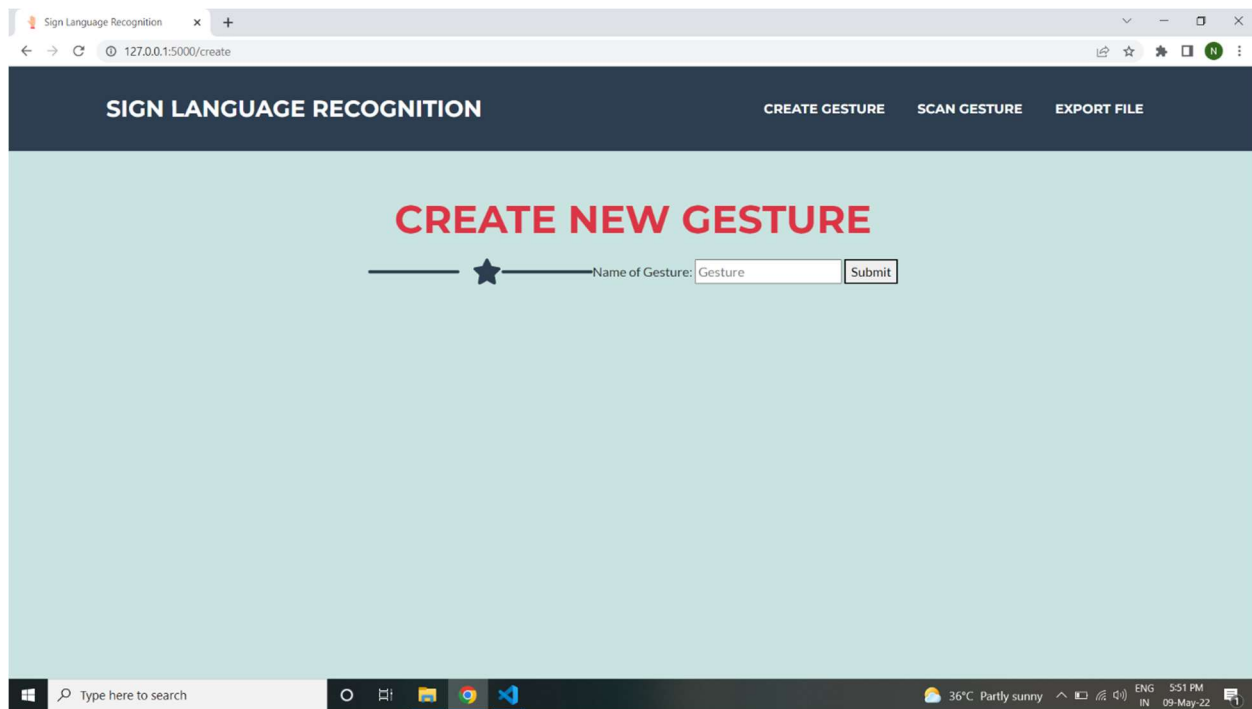 Sign Language Recognition
127.0.0.1:5000/create
N
SIGN LANGUAGE RECOGNITION
CREATE GESTURE SCAN GESTURE EXPORT FILE
CREATE NEW GESTURE
Name of Gesture: Gesture Submit
Type here to search
36°C Partly sunny
ENG
IN
5:51 PM
09-May-22
1